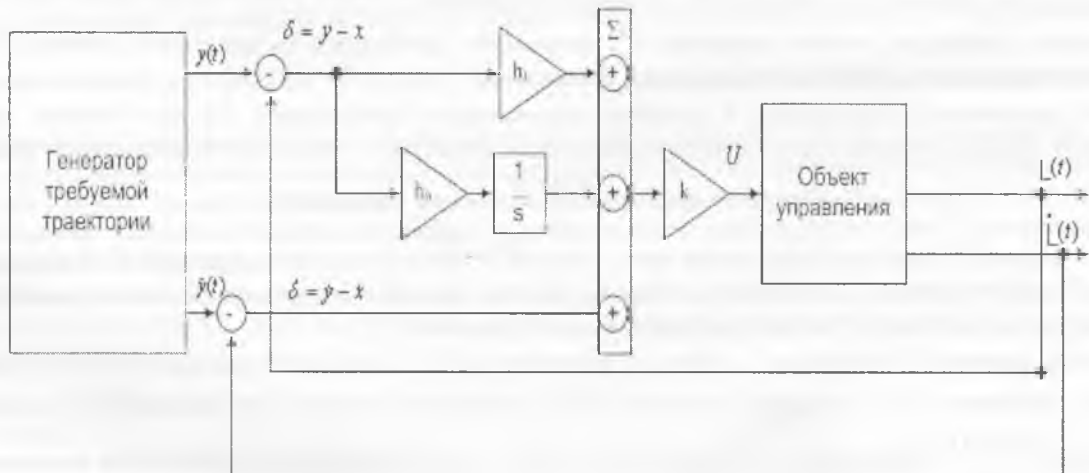 δ = y − x
Σ
y(t)
-
h₁
+
Генератор
требуемой
траектории
h₀
1
s
+
k
U
Объект
управления
L(t)
L̇(t)
ẏ(t)
-
δ̇ = ẏ − ẋ
+